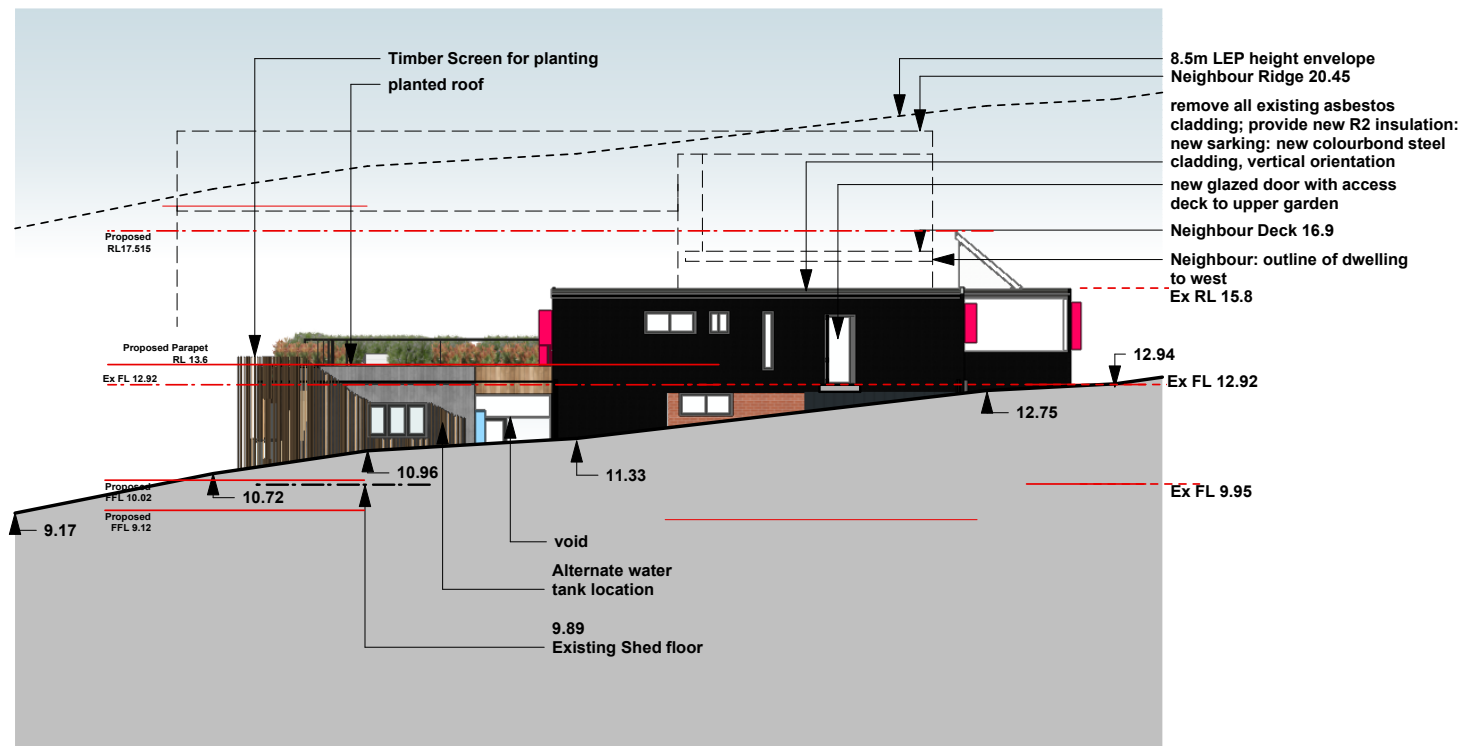 Timber Screen for planting
planted roof
8.5m LEP height envelope
Neighbour Ridge 20.45
remove all existing asbestos
cladding; provide new R2 insulation:
new sarking: new colourbond steel
cladding, vertical orientation
new glazed door with access
deck to upper garden
Neighbour Deck 16.9
Neighbour: outline of dwelling
to west
Ex RL 15.8
Proposed
RL17.515
Proposed Parapet
RL 13.6
Ex FL 12.92
12.94
Ex FL 12.92
12.75
11.33
10.96
10.72
Proposed
FFL 10.02
Proposed
FFL 9.12
9.17
Ex FL 9.95
void
Alternate water
tank location
9.89
Existing Shed floor